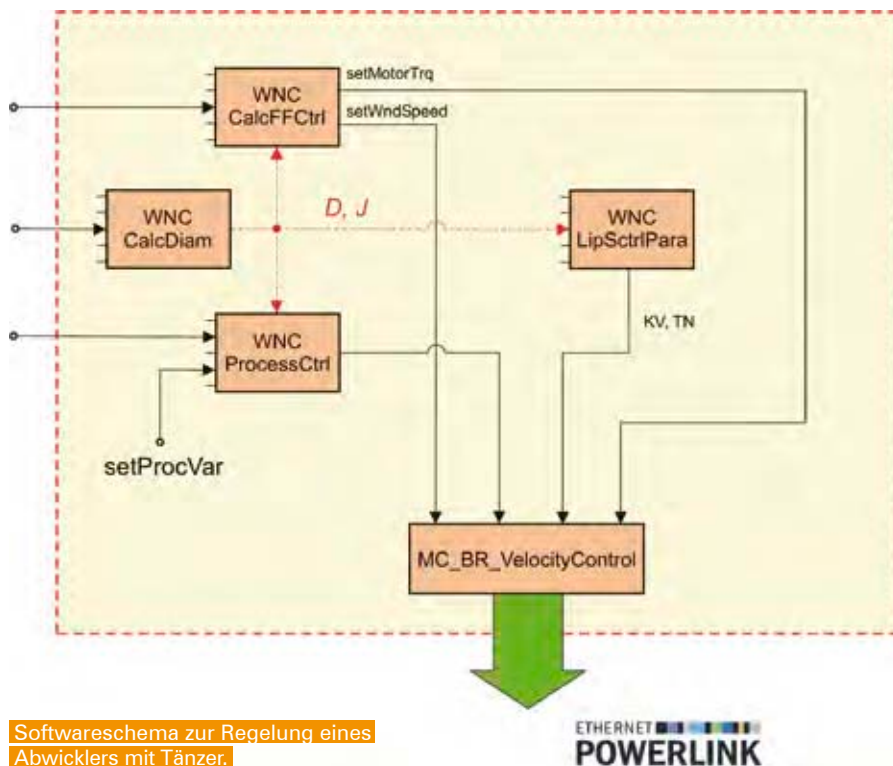 setMotorTrq
WNC
CalcFFCtrl
setWndSpeed
D, J
WNC
CalcDiam
WNC
LipSctrlPara
WNC
ProcessCtrl
KV, TN
setProcVar
MC_BR_VelocityControl
Softwareschema zur Regelung eines
Abwicklers mit Tänzer.
ETHERNET
POWERLINK